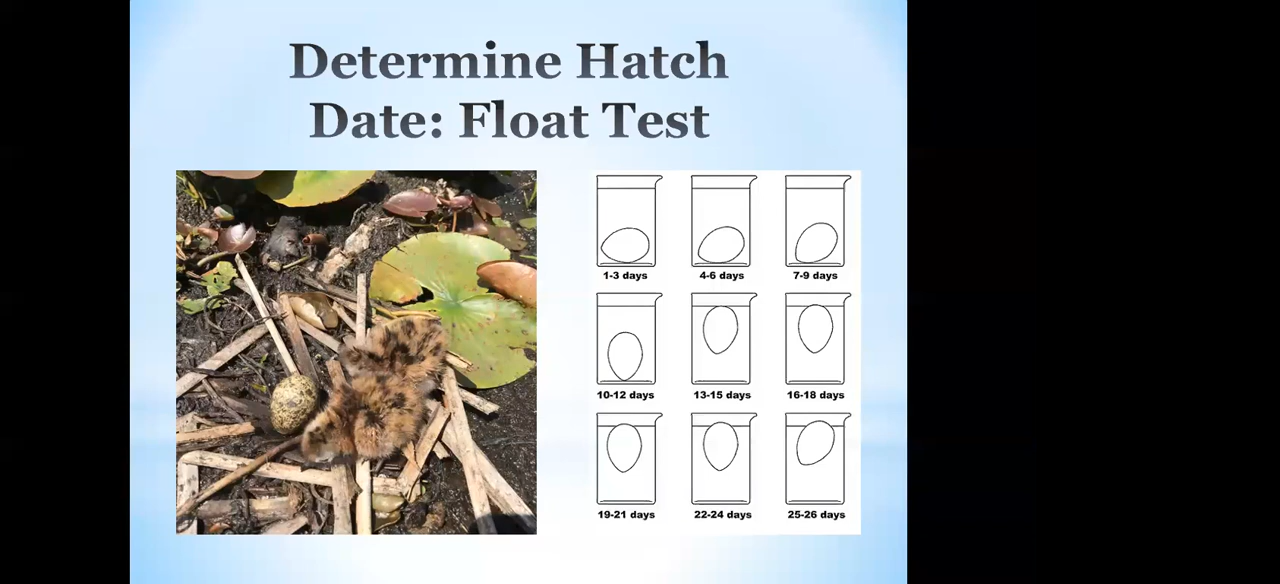 Determine Hatch
Date: Float Test
1-3 days
4-6 days
7-9 days
10-12 days
13-15 days
16-18 days
19-21 days
22-24 days
25-26 days